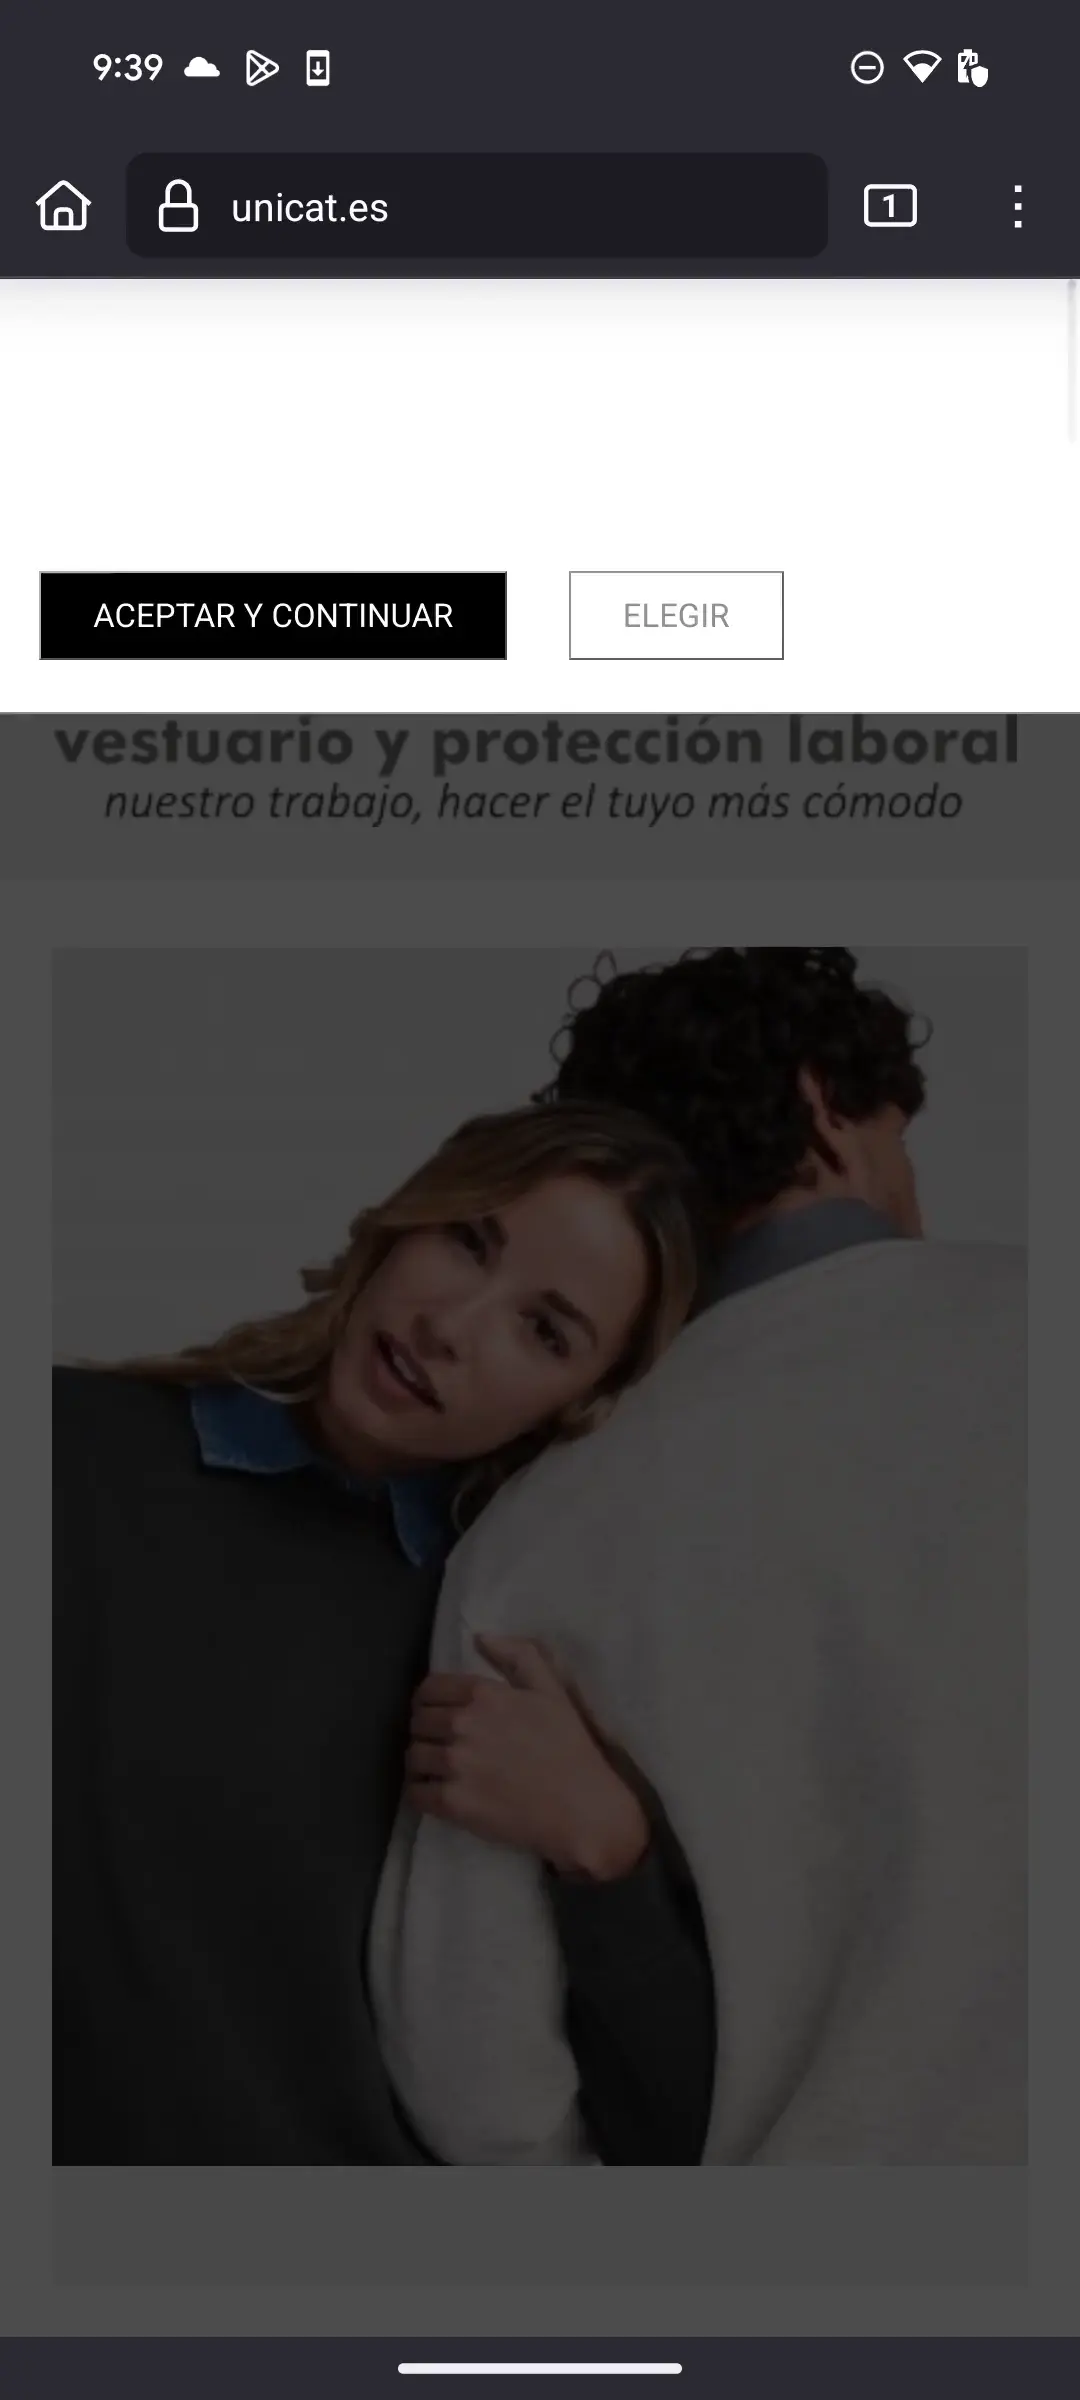 9:39
unicat.es
1
ACEPTAR Y CONTINUAR
ELEGIR
vestuario y protección laboral
nuestro trabajo, hacer el tuyo más cómodo